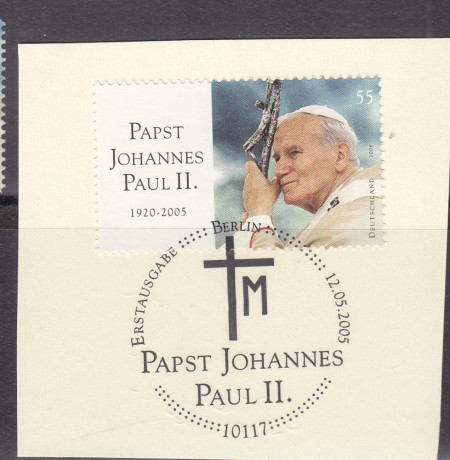 55
PAPST
JOHANNES
PAUL II.
1920-2005
DEUTSCHLAND
ERSTAUSGABE BERLIN 12.05.2005
M
PAPST JOHANNES
PAUL II.
10117